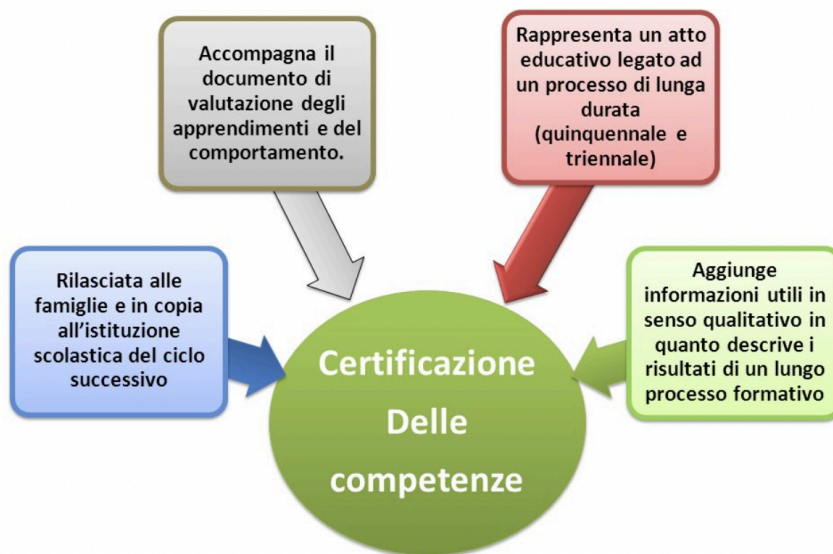 Accompagna il
documento di
valutazione degli
apprendimenti e del
comportamento.
Rappresenta un atto
educativo legato ad
un processo di lunga
durata
(quinquennale e
triennale)
Rilasciata alle
famiglie e in copia
all'istituzione
scolastica del ciclo
successivo
Aggiunge
informazioni utili in
senso qualitativo in
quanto descrive i
risultati di un lungo
processo formativo
Certificazione
Delle
competenze